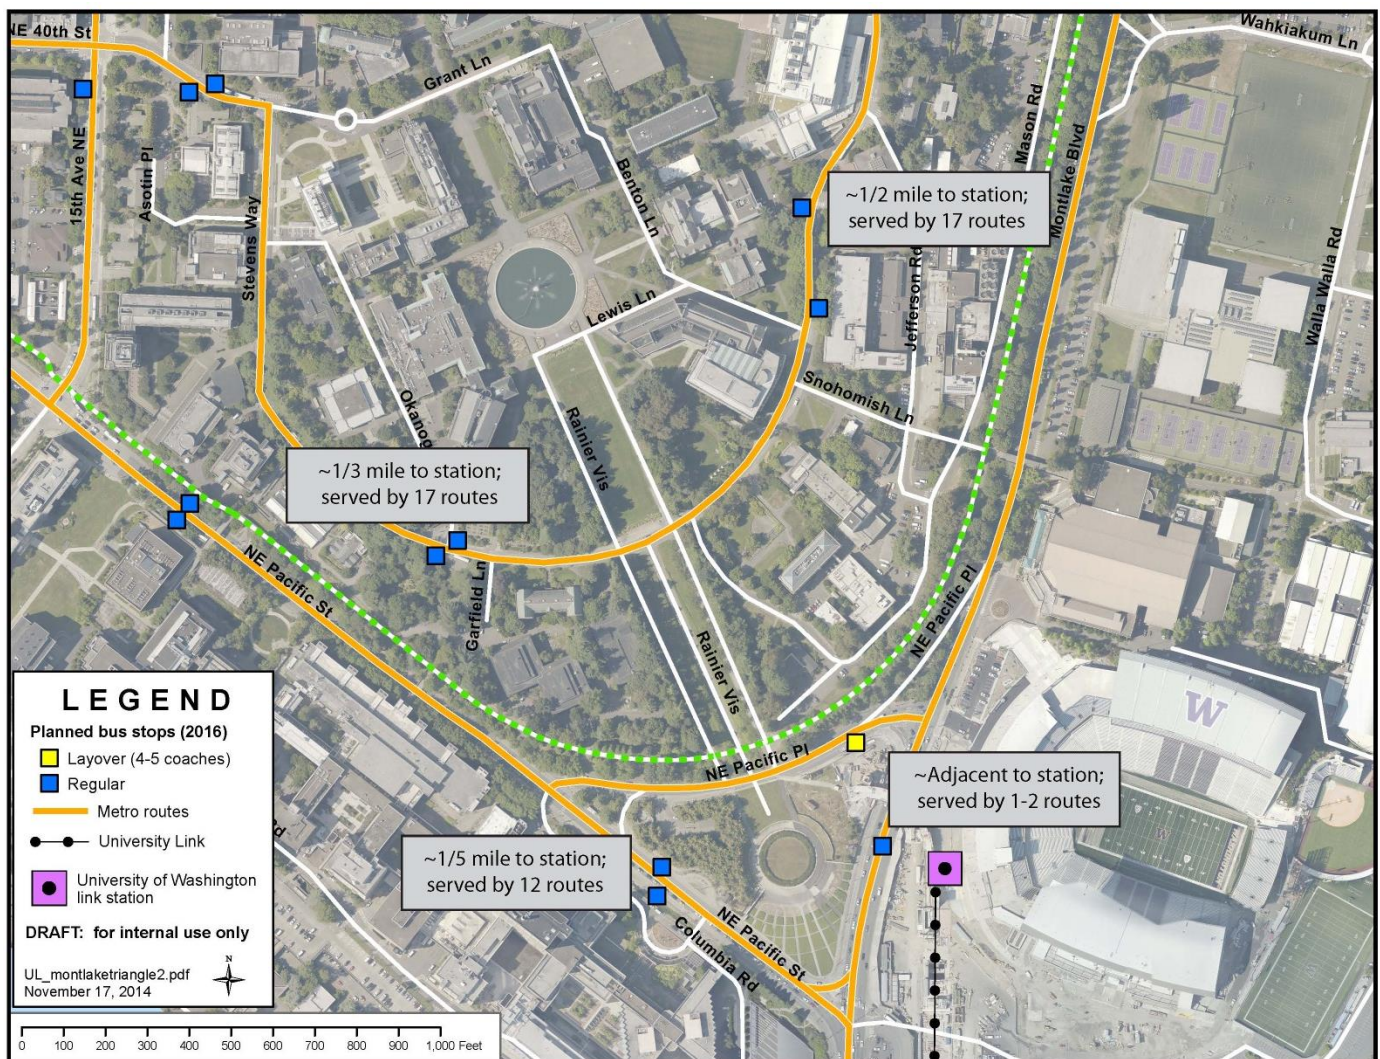 NE 40th St
Grant Ln
Wahkiakum Ln
15th Ave NE
Asotin Pl
Stevens Way
Benton Ln
Mason Rd
Montlake Blvd
~1/2 mile to station;
served by 17 routes
Jefferson Rd
Walla Walla Rd
Lewis Ln
Okanog
Rainier Vis
Snohomish Ln
~1/3 mile to station;
served by 17 routes
NE Pacific St
Garfield Ln
NE Pacific Pl
Rainier Vis
W
NE Pacific Pl
~Adjacent to station;
served by 1-2 routes
~1/5 mile to station;
served by 12 routes
NE Pacific St
Columbia Rd
Rd
LEGEND
Planned bus stops (2016)
Layover (4-5 coaches)
Regular
Metro routes
University Link
University of Washington
link station
DRAFT: for internal use only
UL_montlaketriangle2.pdf
November 17, 2014
N
0 100 200 300 400 500 600 700 800 900 1,000 Feet